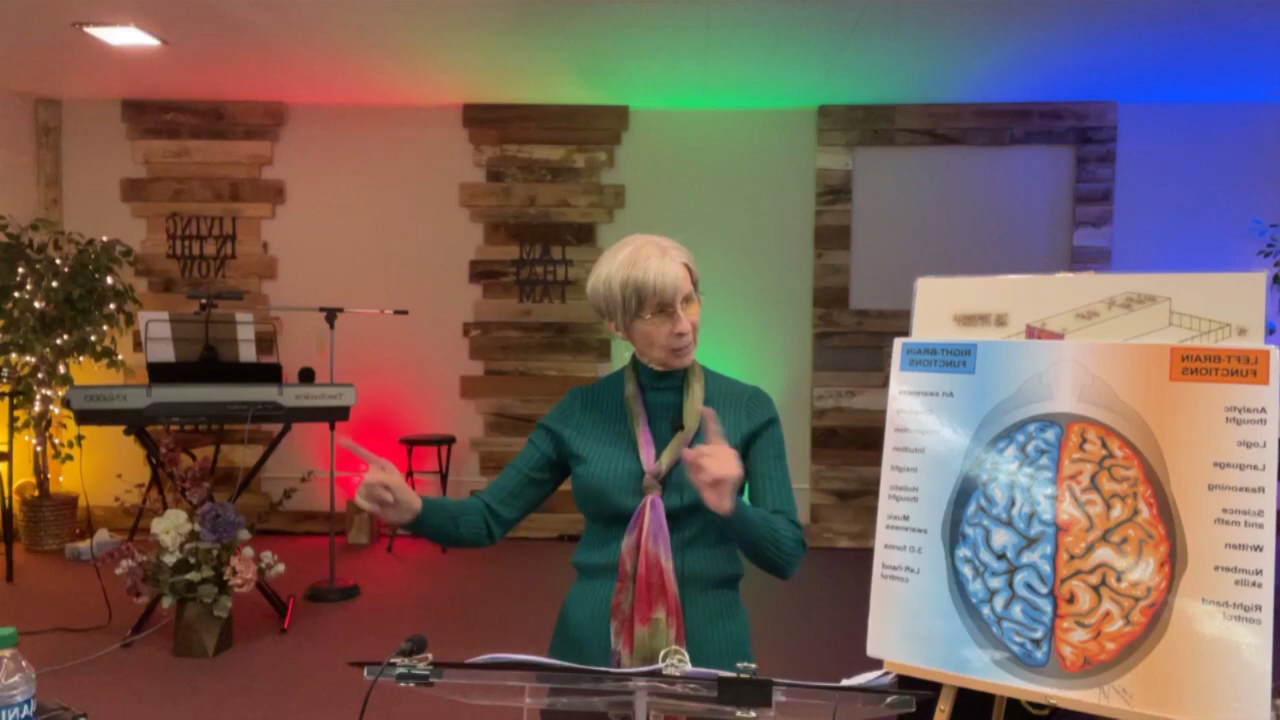 LIVING
IN THE
NOW
I AM
THAT
I AM
Technics
KN6000
RIGHT-BRAIN
FUNCTIONS
Art awareness
Intuition
Insight
Holistic
thought
Music
awareness
3-D forms
Left-hand
control
LEFT-BRAIN
FUNCTIONS
Analytic
thought
Logic
Language
Reasoning
Science
and math
Written
Numbers
skills
Right-hand
control